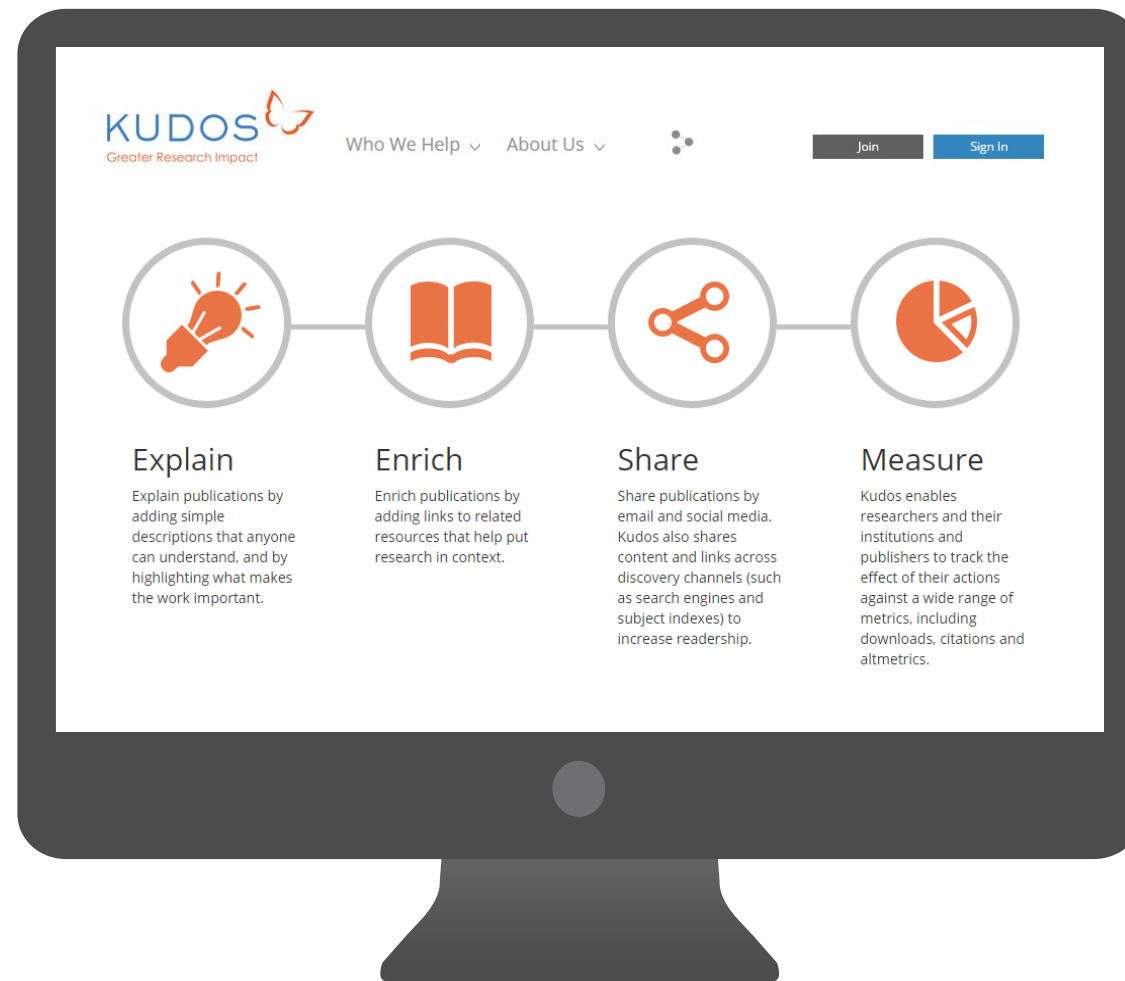 KUDOS
Greater Research Impact
Who We Help
About Us
Join
Sign In
Explain
Explain publications by
adding simple
descriptions that anyone
can understand, and by
highlighting what makes
the work important.
Enrich
Enrich publications by
adding links to related
resources that help put
research in context.
Share
Share publications by
email and social media.
Kudos also shares
content and links across
discovery channels (such
as search engines and
subject indexes) to
increase readership.
Measure
Kudos enables
researchers and their
institutions and
publishers to track the
effect of their actions
against a wide range of
metrics, including
downloads, citations and
altmetrics.